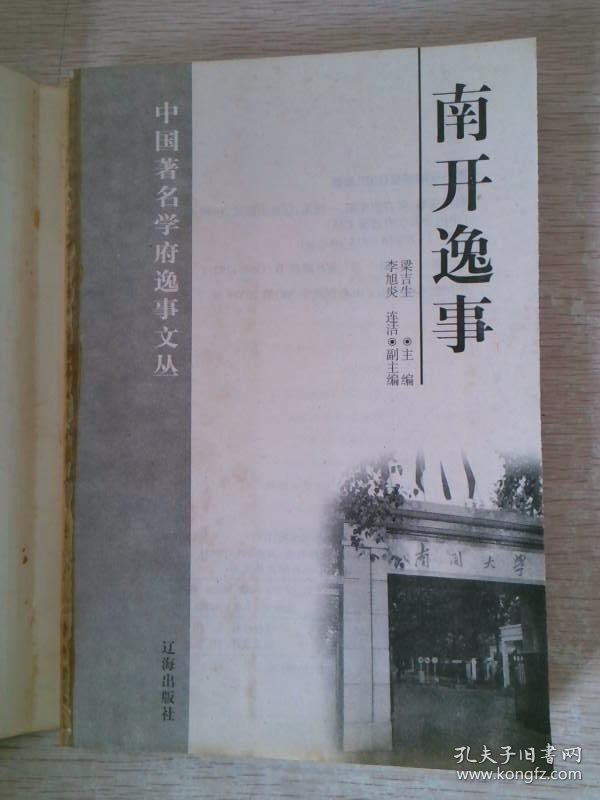 南开逸事
梁吉生 ◉主编
李旭炎 连洁◉副主编
中国著名学府逸事文丛
南開大学
辽海出版社
孔夫子旧书网
www.kongfz.com